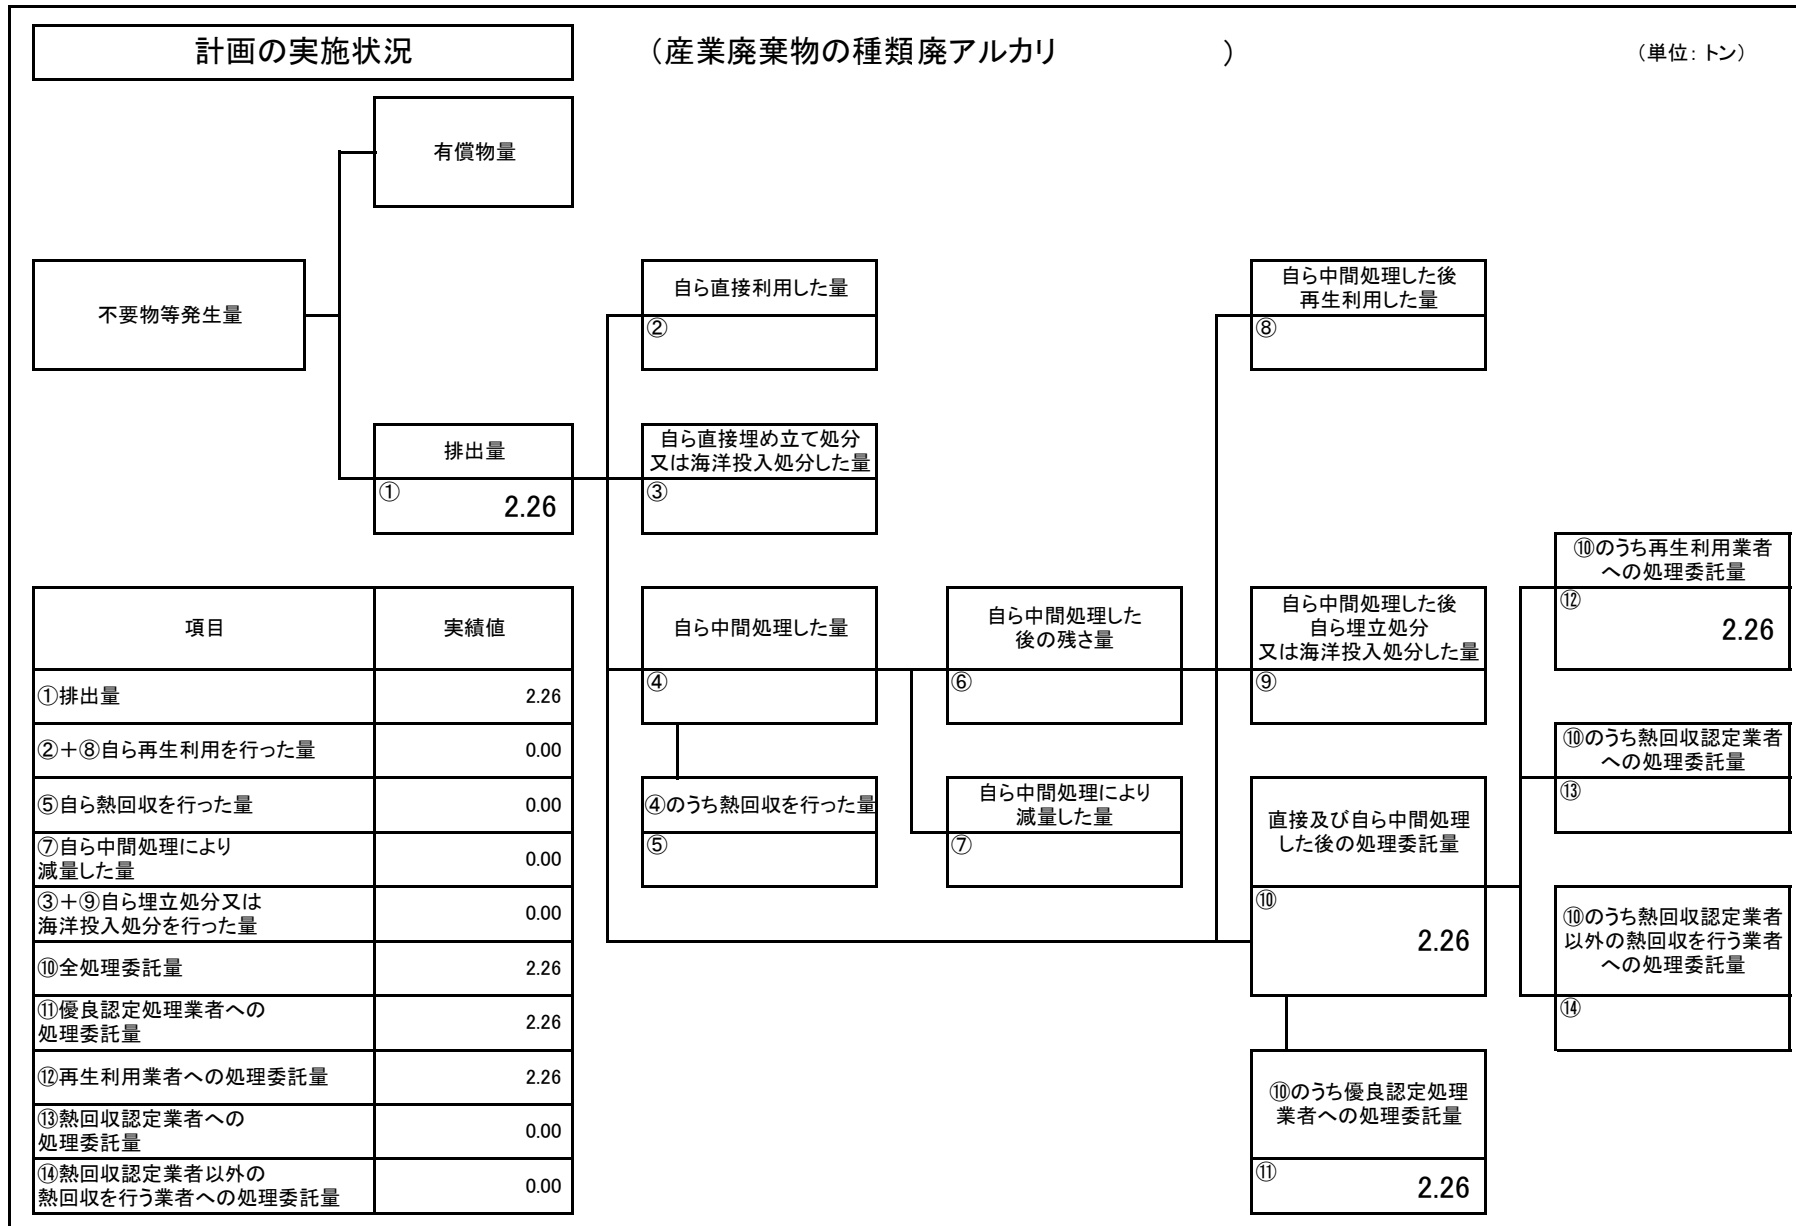 計画の実施状況
（産業廃棄物の種類廃アルカリ　　　　　　）
（単位：トン）
有償物量
不要物等発生量
自ら直接利用した量
②
自ら中間処理した後
再生利用した量
⑧
排出量
① 2.26
自ら直接埋め立て処分
又は海洋投入処分した量
③
⑩のうち再生利用業者
への処理委託量
⑫ 2.26
自ら中間処理した量
④
自ら中間処理した
後の残さ量
⑥
自ら中間処理した後
自ら埋立処分
又は海洋投入処分した量
⑨
⑩のうち熱回収認定業者
への処理委託量
⑬
④のうち熱回収を行った量
⑤
自ら中間処理により
減量した量
⑦
直接及び自ら中間処理
した後の処理委託量
⑩ 2.26
⑩のうち熱回収認定業者
以外の熱回収を行う業者
への処理委託量
⑭
⑩のうち優良認定処理
業者への処理委託量
⑪ 2.26
項目 実績値
①排出量 2.26
②＋⑧自ら再生利用を行った量 0.00
⑤自ら熱回収を行った量 0.00
⑦自ら中間処理により
減量した量 0.00
③＋⑨自ら埋立処分又は
海洋投入処分を行った量 0.00
⑩全処理委託量 2.26
⑪優良認定処理業者への
処理委託量 2.26
⑫再生利用業者への処理委託量 2.26
⑬熱回収認定業者への
処理委託量 0.00
⑭熱回収認定業者以外の
熱回収を行う業者への処理委託量 0.00